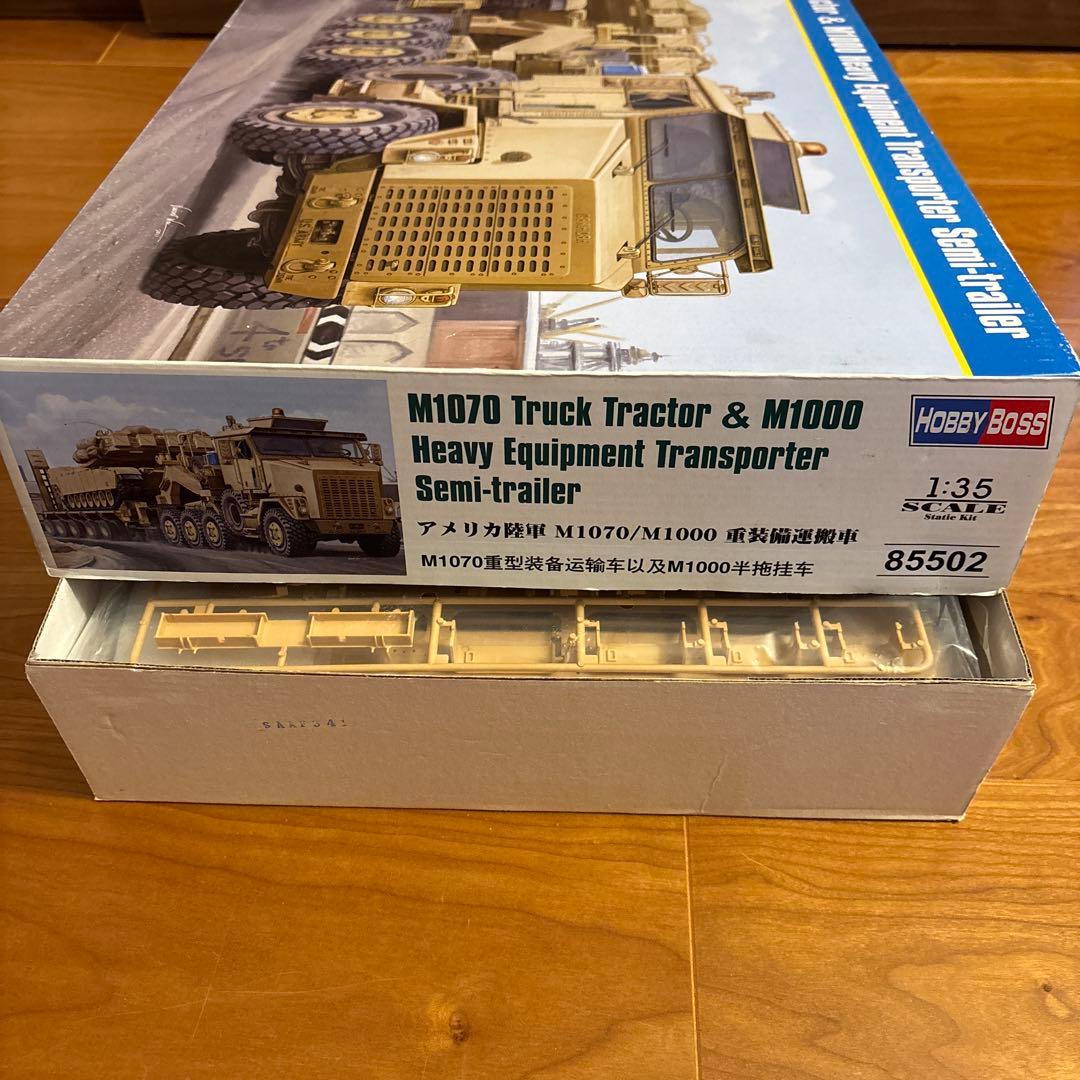 & M1000 Heavy Equipment Transporter Semi-trailer
OSHKOSH
U.S. ARMY
M1070 Truck Tractor & M1000
Heavy Equipment Transporter
Semi-trailer
アメリカ陸軍 M1070/M1000 重装備運搬車
M1070重型装备运输车以及M1000半拖挂车
HOBBY BOSS
1:35
SCALE
Static Kit
85502